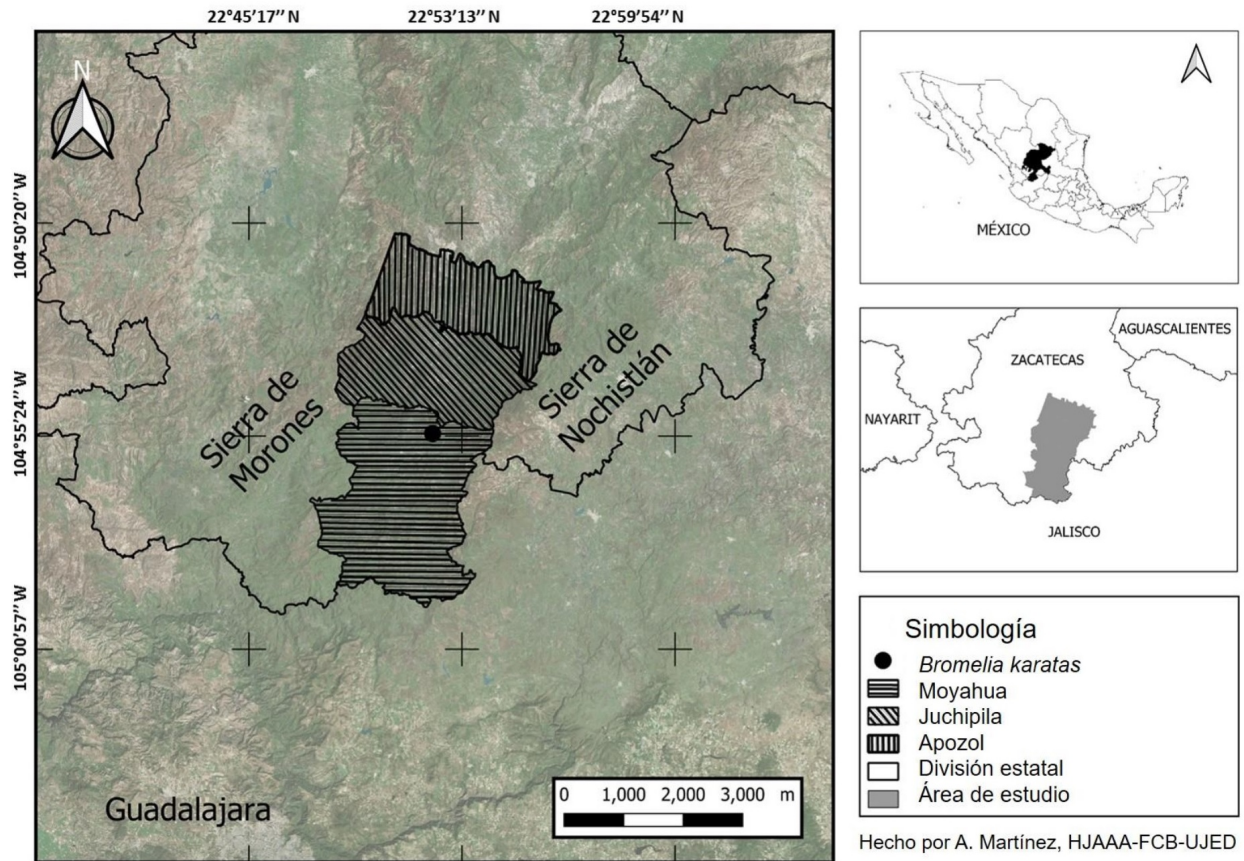 22°45'17'' N
22°53'13'' N
22°59'54'' N
N
104°50'20'' W
104°55'24'' W
105°00'57'' W
Sierra de
Morones
Sierra de
Nochistlán
Guadalajara
0 1,000 2,000 3,000 m
MÉXICO
AGUASCALIENTES
ZACATECAS
NAYARIT
JALISCO
Simbología
Bromelia karatas
Moyahua
Juchipila
Apozol
División estatal
Área de estudio
Hecho por A. Martínez, HJAAA-FCB-UJED